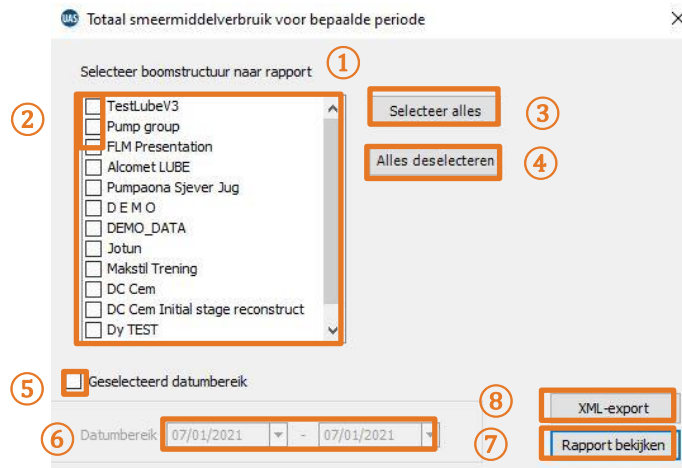 UAS Totaal smeermiddelverbruik voor bepaalde periode X
Selecteer boomstructuur naar rapport ①
② TestLubeV3
Pump group
FLM Presentation
Alcomet LUBE
Pumpaona Sjever Jug
D E M O
DEMO_DATA
Jotun
Makstil Trening
DC Cem
DC Cem Initial stage reconstruct
Dy TEST
Selecteer alles ③
Alles deselecteren ④
⑤ Geselecteerd datumbereik
⑥ Datumbereik 07/01/2021 - 07/01/2021
⑧ XML-export
⑦ Rapport bekijken